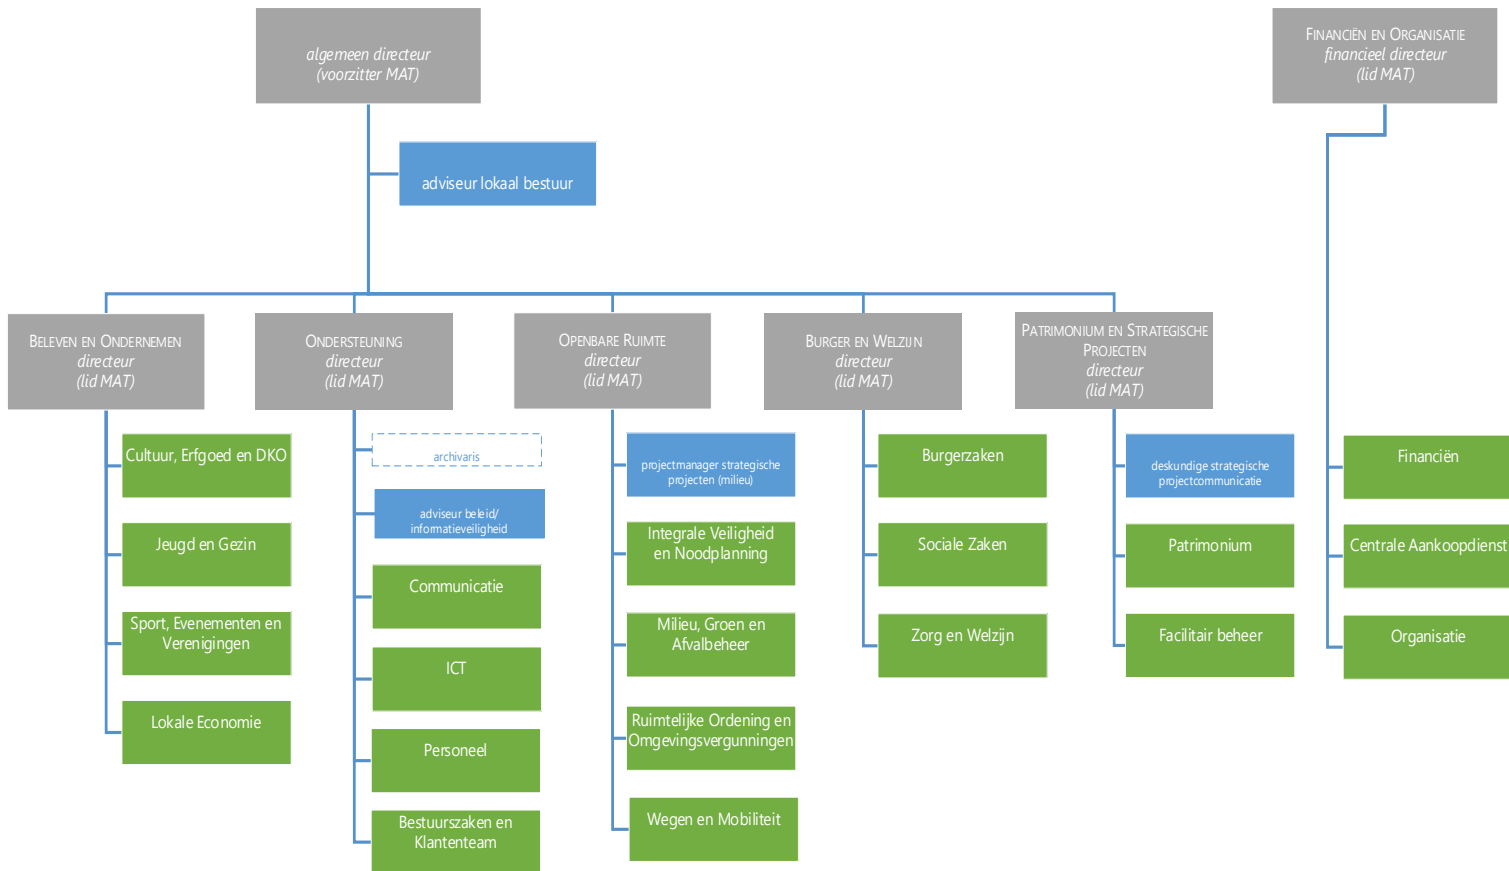 algemeen directeur
(voorzitter MAT)
FINANCIËN EN ORGANISATIE
financieel directeur
(lid MAT)
adviseur lokaal bestuur
BELEVEN EN ONDERNEMEN
directeur
(lid MAT)
ONDERSTEUNING
directeur
(lid MAT)
OPENBARE RUIMTE
directeur
(lid MAT)
BURGER EN WELZIJN
directeur
(lid MAT)
PATRIMONIUM EN STRATEGISCHE
PROJECTEN
directeur
(lid MAT)
Cultuur, Erfgoed en DKO
Jeugd en Gezin
Sport, Evenementen en
Verenigingen
Lokale Economie
archivaris
adviseur beleid/
informatieveiligheid
Communicatie
ICT
Personeel
Bestuurszaken en
Klantenteam
projectmanager strategische
projecten (milieu)
Integrale Veiligheid
en Noodplanning
Milieu, Groen en
Afvalbeheer
Ruimtelijke Ordening en
Omgevingsvergunningen
Wegen en Mobiliteit
Burgerzaken
Sociale Zaken
Zorg en Welzijn
deskundige strategische
projectcommunicatie
Patrimonium
Facilitair beheer
Financiën
Centrale Aankoopdienst
Organisatie